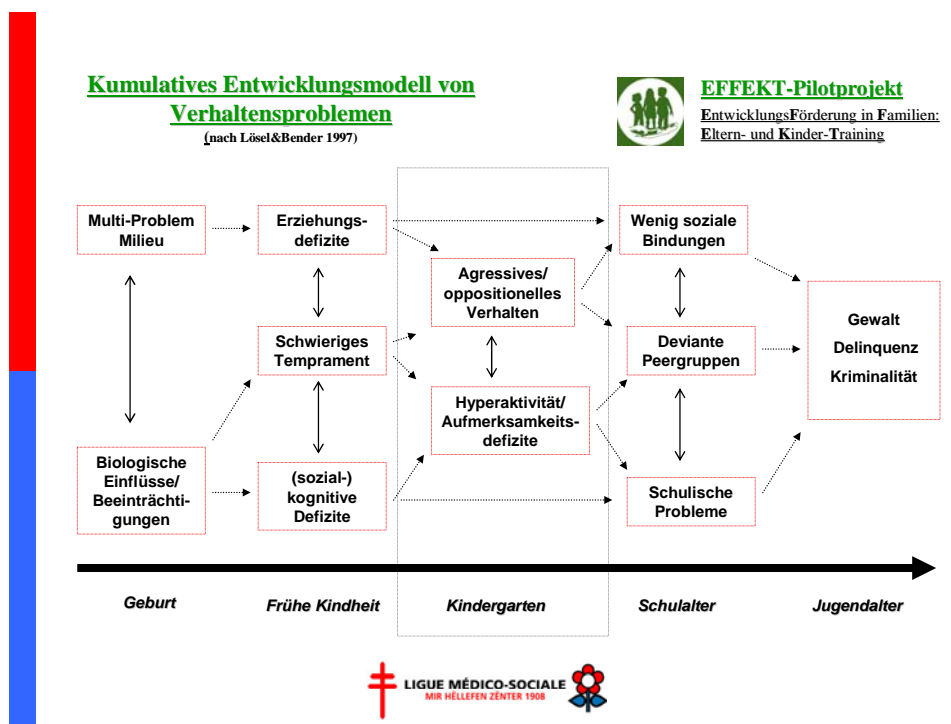 Kumulatives Entwicklungsmodell von
Verhaltensproblemen
(nach Lösel&Bender 1997)
EFFEKT-Pilotprojekt
EntwicklungsFörderung in Familien:
Eltern- und Kinder-Training
Multi-Problem
Milieu
Biologische
Einflüsse/
Beeinträchti-
gungen
Erziehungs-
defizite
Schwieriges
Temprament
(sozial-)
kognitive
Defizite
Agressives/
oppositionelles
Verhalten
Hyperaktivität/
Aufmerksamkeits-
defizite
Wenig soziale
Bindungen
Deviante
Peergruppen
Schulische
Probleme
Gewalt
Delinquenz
Kriminalität
Geburt
Frühe Kindheit
Kindergarten
Schulalter
Jugendalter
LIGUE MÉDICO-SOCIALE
MIR HËLLEFEN ZËNTER 1908